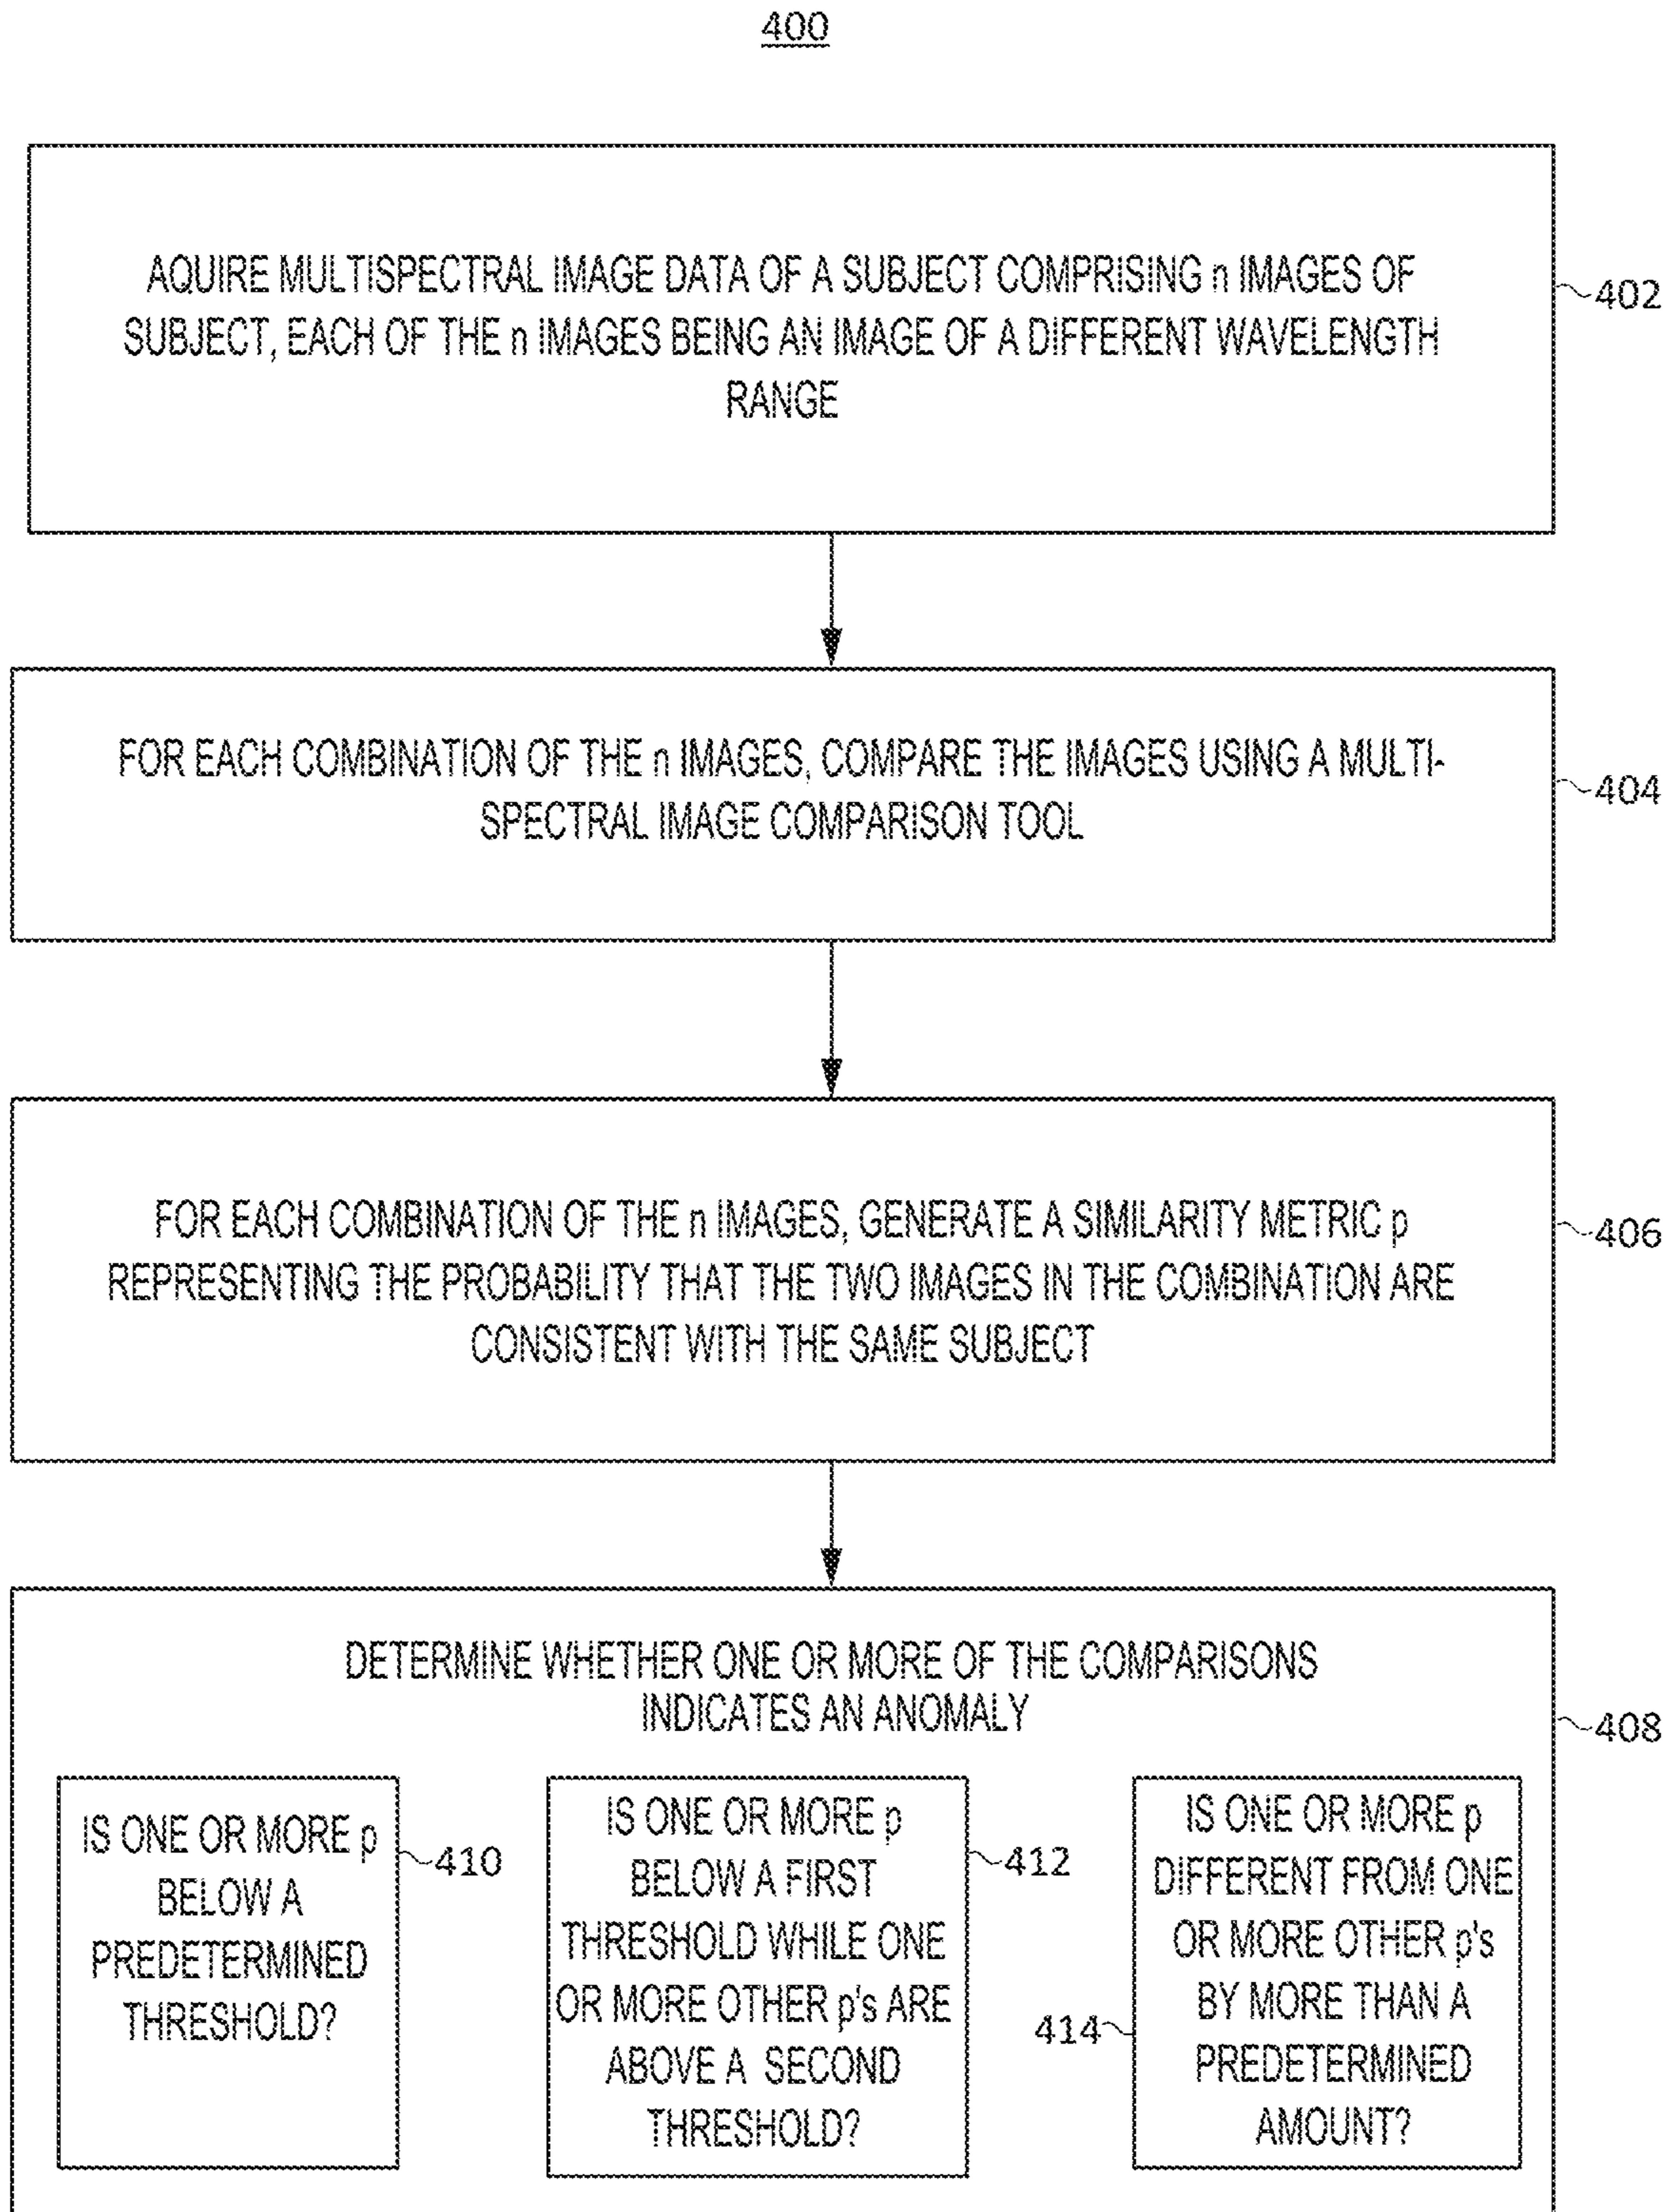 400
AQUIRE MULTISPECTRAL IMAGE DATA OF A SUBJECT COMPRISING n IMAGES OF
SUBJECT, EACH OF THE n IMAGES BEING AN IMAGE OF A DIFFERENT WAVELENGTH
RANGE
402
FOR EACH COMBINATION OF THE n IMAGES, COMPARE THE IMAGES USING A MULTI-
SPECTRAL IMAGE COMPARISON TOOL
404
FOR EACH COMBINATION OF THE n IMAGES, GENERATE A SIMILARITY METRIC p
REPRESENTING THE PROBABILITY THAT THE TWO IMAGES IN THE COMBINATION ARE
CONSISTENT WITH THE SAME SUBJECT
406
DETERMINE WHETHER ONE OR MORE OF THE COMPARISONS
INDICATES AN ANOMALY
408
IS ONE OR MORE p
BELOW A
PREDETERMINED
THRESHOLD?
410
IS ONE OR MORE p
BELOW A FIRST
THRESHOLD WHILE ONE
OR MORE OTHER p's ARE
ABOVE A SECOND
THRESHOLD?
412
IS ONE OR MORE p
DIFFERENT FROM ONE
OR MORE OTHER p's
BY MORE THAN A
PREDETERMINED
AMOUNT?
414